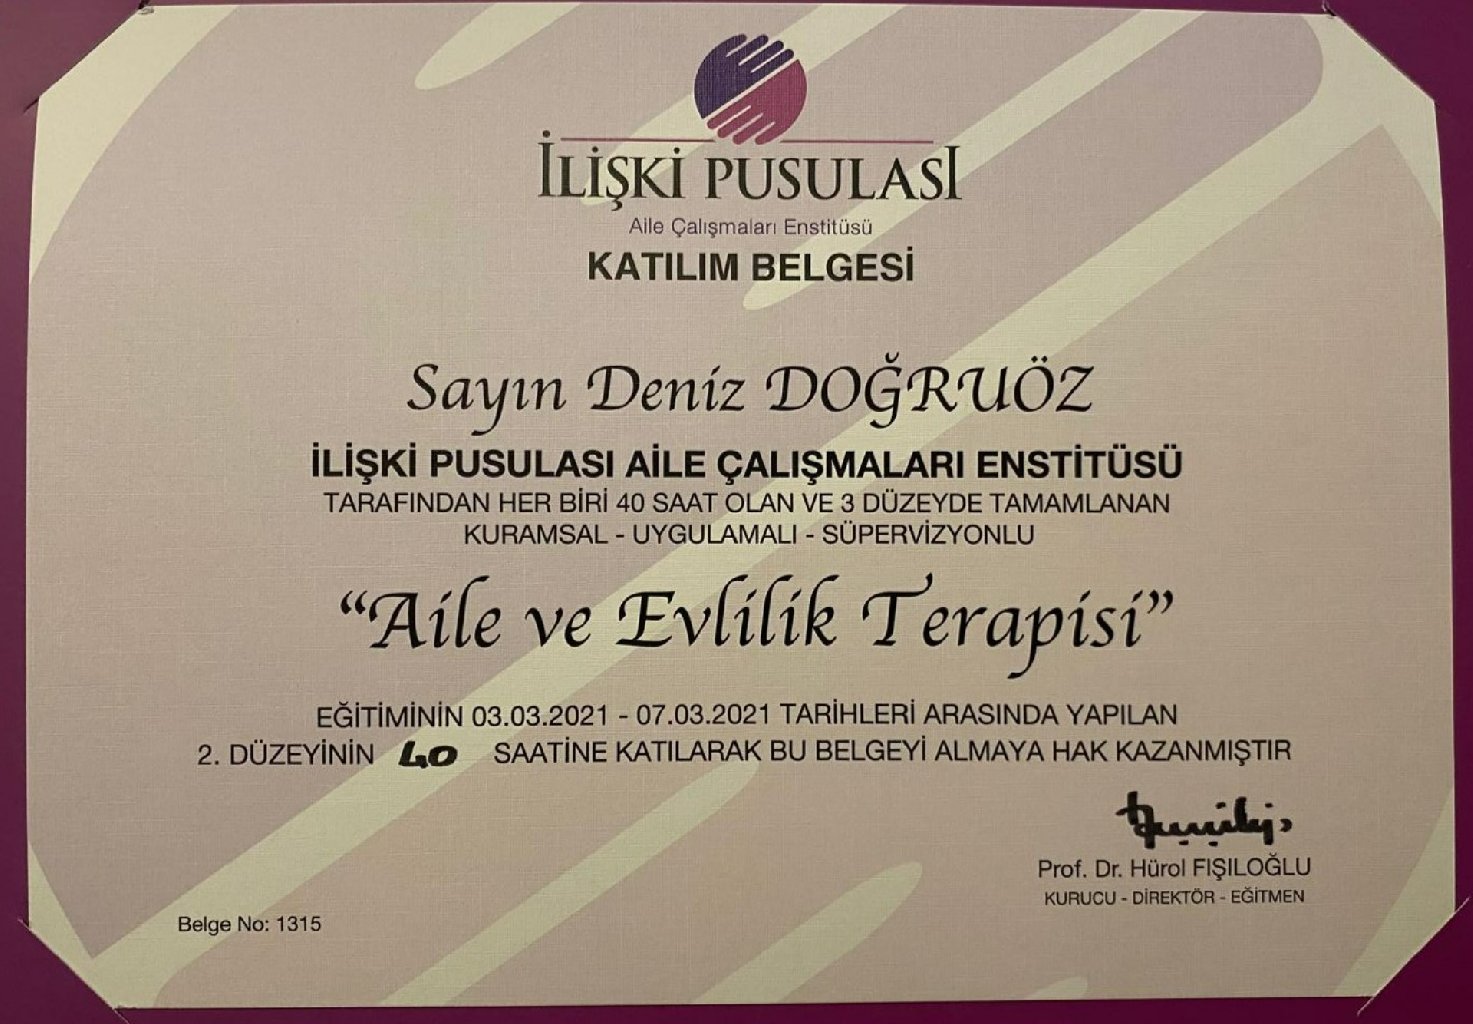 İLİŞKİ PUSULASI
Aile Çalışmaları Enstitüsü
KATILIM BELGESİ
Sayın Deniz DOĞRUÖZ
İLİŞKİ PUSULASI AİLE ÇALIŞMALARI ENSTİTÜSÜ
TARAFINDAN HER BİRİ 40 SAAT OLAN VE 3 DÜZEYDE TAMAMLANAN
KURAMSAL - UYGULAMALI - SÜPERVİZYONLU
“Aile ve Evlilik Terapisi”
EĞİTİMİNİN 03.03.2021 - 07.03.2021 TARİHLERİ ARASINDA YAPILAN
2. DÜZEYİNİN 40 SAATİNE KATILARAK BU BELGEYİ ALMAYA HAK KAZANMIŞTIR
Prof. Dr. Hürol FIŞILOĞLU
KURUCU - DİREKTÖR - EĞİTMEN
Belge No: 1315